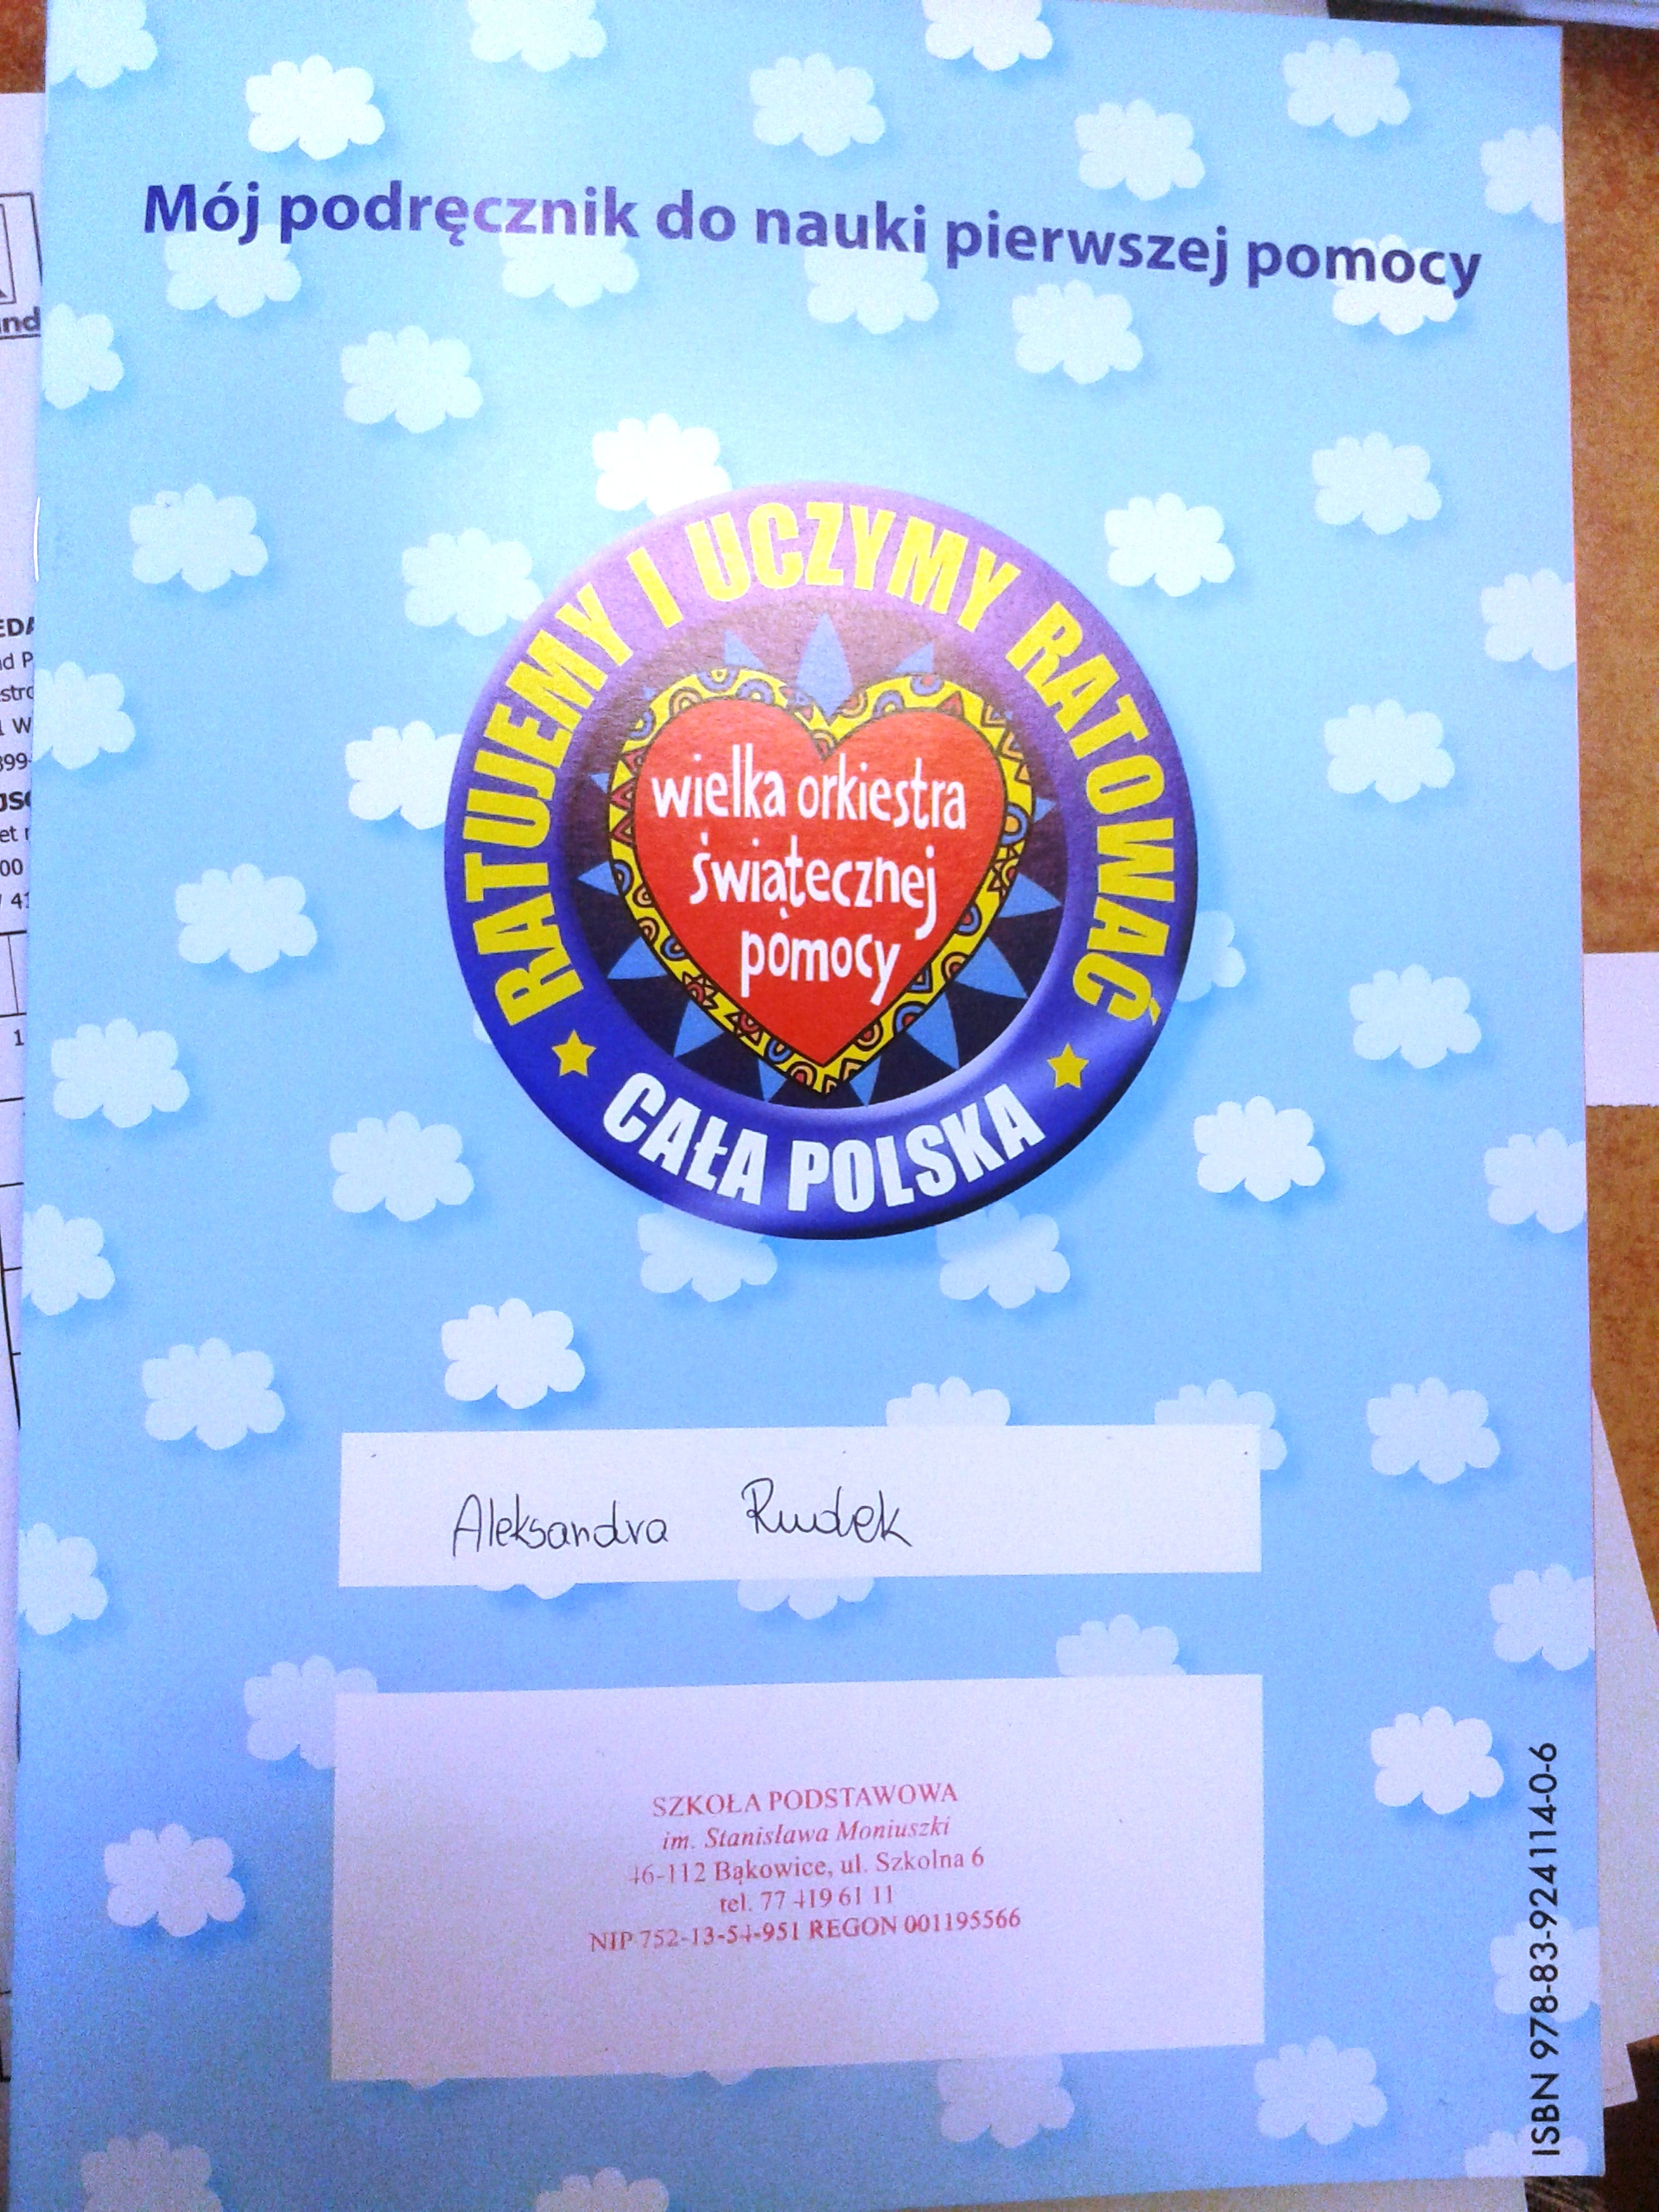 Mój podręcznik do nauki pierwszej pomocy
RATUJEMY I UCZYMY RATOWAĆ
wielka orkiestra
świątecznej
pomocy
CAŁA POLSKA
Aleksandra Rudek
SZKOŁA PODSTAWOWA
im. Stanisława Moniuszki
46-112 Bąkowice, ul. Szkolna 6
tel. 77 419 61 11
NIP 752-13-54-951 REGON 001195566
ISBN 978-83-924114-0-6